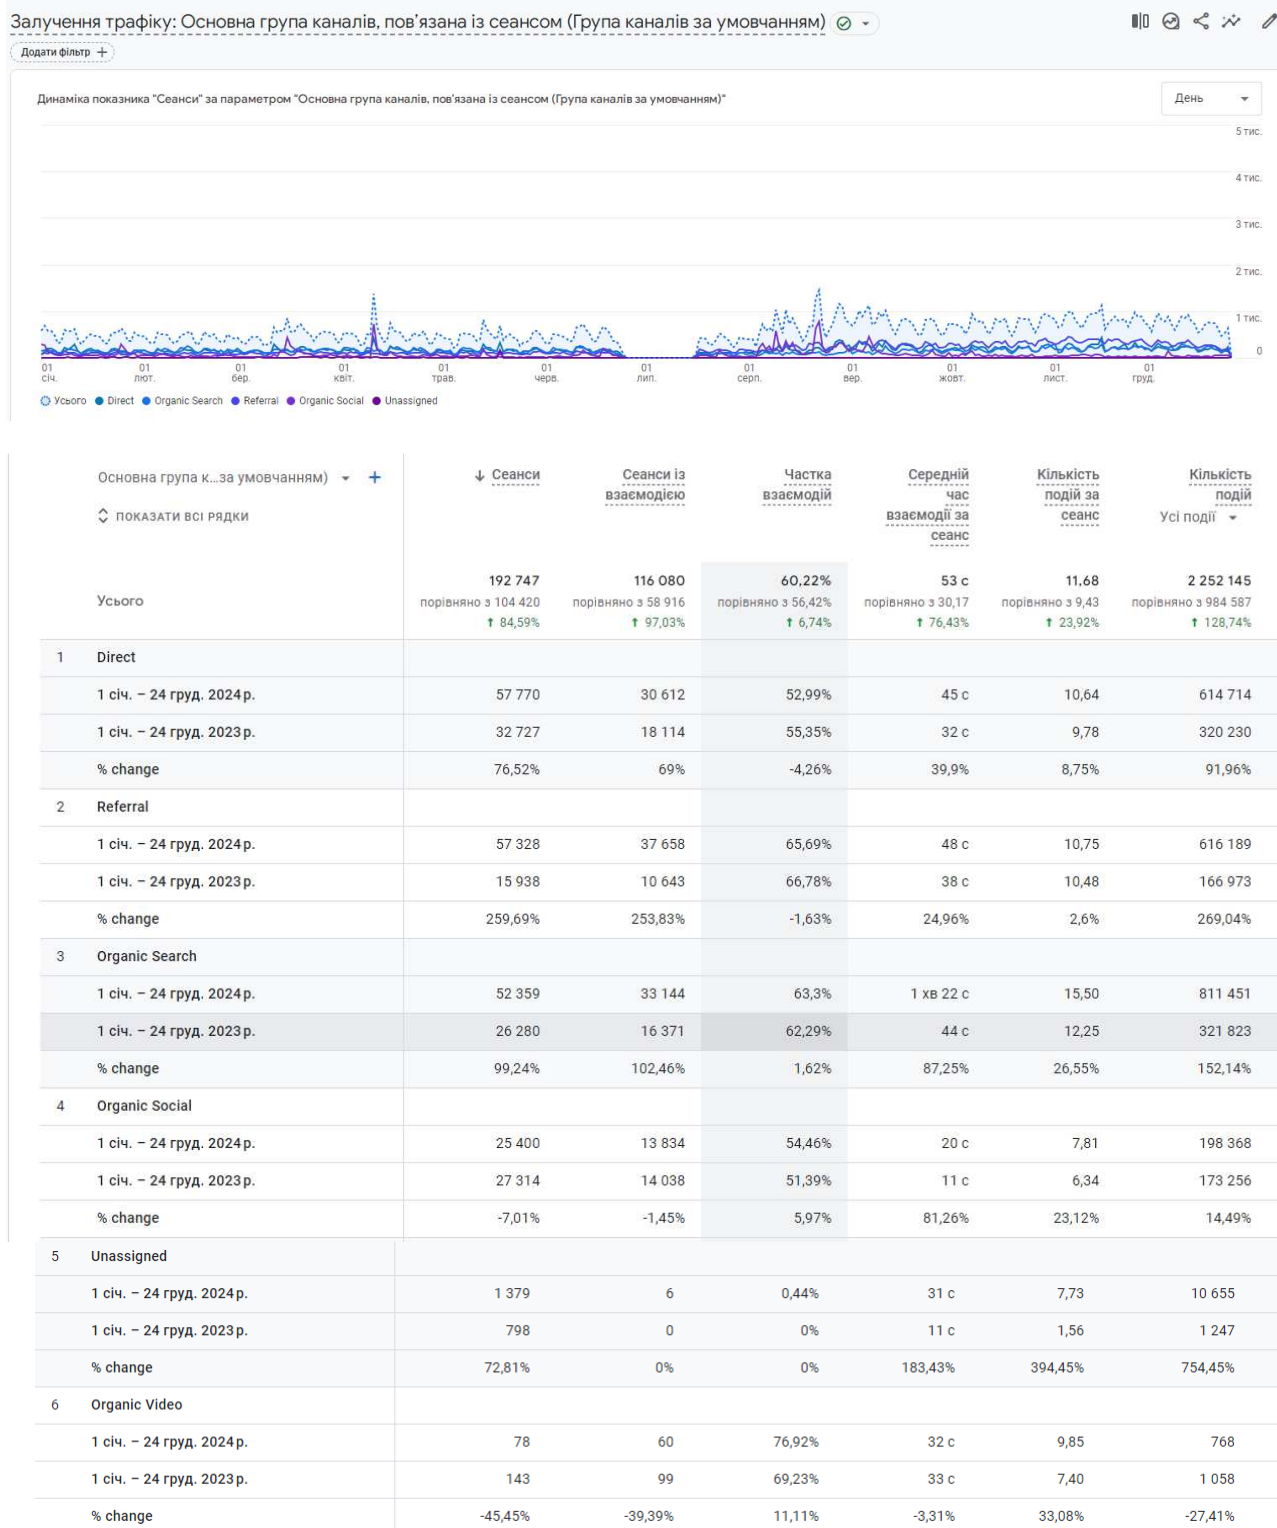 Залучення трафіку: Основна група каналів, пов'язана із сеансом (Група каналів за умовчанням)
Додати фільтр +
Динаміка показника "Сеанси" за параметром "Основна група каналів, пов'язана із сеансом (Група каналів за умовчанням)"
День
5 тис.
4 тис.
3 тис.
2 тис.
1 тис.
0
01 01 01 01 01 01 01 01 01 01 01 01
січ. лют. бер. квіт. трав. черв. лип. серп. вер. жовт. лист. груд.
Усього Direct Organic Search Referral Organic Social Unassigned
Основна група к...за умовчанням) +
ПОКАЗАТИ ВСІ РЯДКИ
↓ Сеанси
Сеанси із
взаємодією
Частка
взаємодій
Середній
час
взаємодії за
сеанс
Кількість
подій за
сеанс
Кількість
подій
Усі події
Усього
192 747 116 080 60,22% 53 с 11,68 2 252 145
порівняно з 104 420 порівняно з 58 916 порівняно з 56,42% порівняно з 30,17 порівняно з 9,43 порівняно з 984 587
↑ 84,59% ↑ 97,03% ↑ 6,74% ↑ 76,43% ↑ 23,92% ↑ 128,74%
1 Direct
1 січ. – 24 груд. 2024 р. 57 770 30 612 52,99% 45 с 10,64 614 714
1 січ. – 24 груд. 2023 р. 32 727 18 114 55,35% 32 с 9,78 320 230
% change 76,52% 69% -4,26% 39,9% 8,75% 91,96%
2 Referral
1 січ. – 24 груд. 2024 р. 57 328 37 658 65,69% 48 с 10,75 616 189
1 січ. – 24 груд. 2023 р. 15 938 10 643 66,78% 38 с 10,48 166 973
% change 259,69% 253,83% -1,63% 24,96% 2,6% 269,04%
3 Organic Search
1 січ. – 24 груд. 2024 р. 52 359 33 144 63,3% 1 хв 22 с 15,50 811 451
1 січ. – 24 груд. 2023 р. 26 280 16 371 62,29% 44 с 12,25 321 823
% change 99,24% 102,46% 1,62% 87,25% 26,55% 152,14%
4 Organic Social
1 січ. – 24 груд. 2024 р. 25 400 13 834 54,46% 20 с 7,81 198 368
1 січ. – 24 груд. 2023 р. 27 314 14 038 51,39% 11 с 6,34 173 256
% change -7,01% -1,45% 5,97% 81,26% 23,12% 14,49%
5 Unassigned
1 січ. – 24 груд. 2024 р. 1 379 6 0,44% 31 с 7,73 10 655
1 січ. – 24 груд. 2023 р. 798 0 0% 11 с 1,56 1 247
% change 72,81% 0% 0% 183,43% 394,45% 754,45%
6 Organic Video
1 січ. – 24 груд. 2024 р. 78 60 76,92% 32 с 9,85 768
1 січ. – 24 груд. 2023 р. 143 99 69,23% 33 с 7,40 1 058
% change -45,45% -39,39% 11,11% -3,31% 33,08% -27,41%